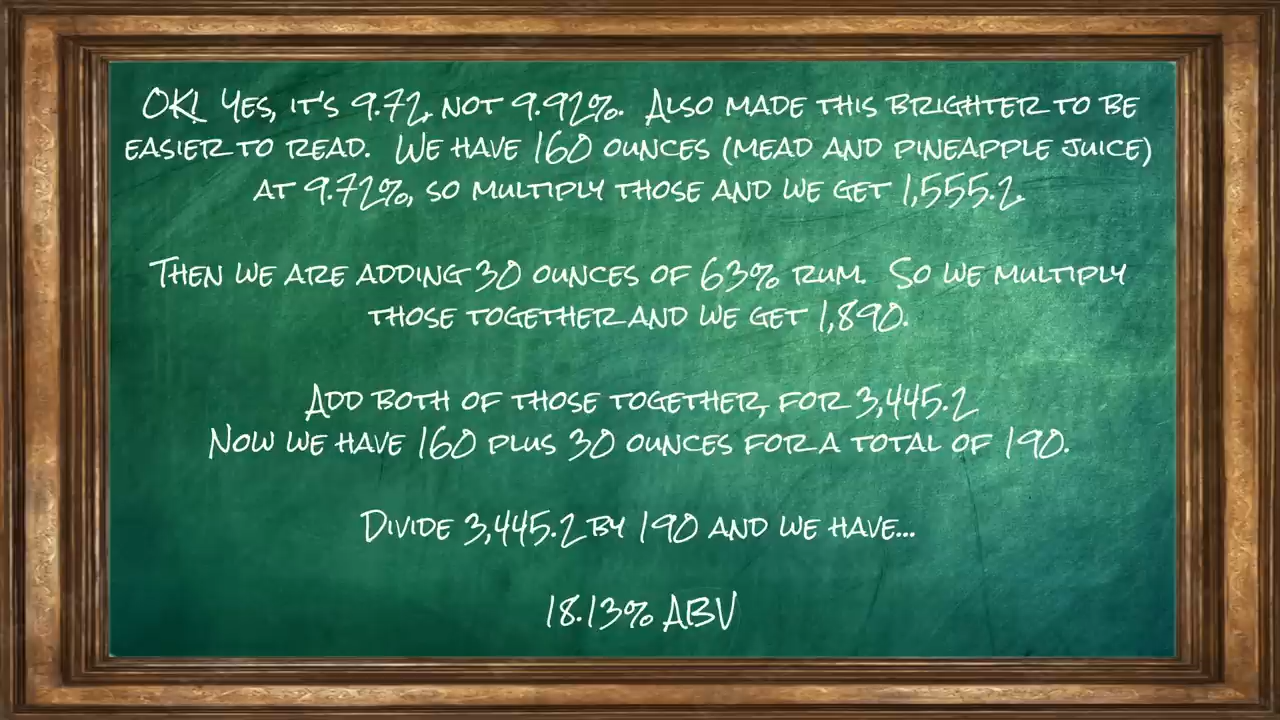 OK! Yes, it's 9.72, not 9.92%. Also made this brighter to be
easier to read. We have 160 ounces (mead and pineapple juice)
at 9.72%, so multiply those and we get 1,555.2.
Then we are adding 30 ounces of 63% rum. So we multiply
those together and we get 1,890.
Add both of those together, for 3,445.2
Now we have 160 plus 30 ounces for a total of 190.
Divide 3,445.2 by 190 and we have...
18.13% ABV